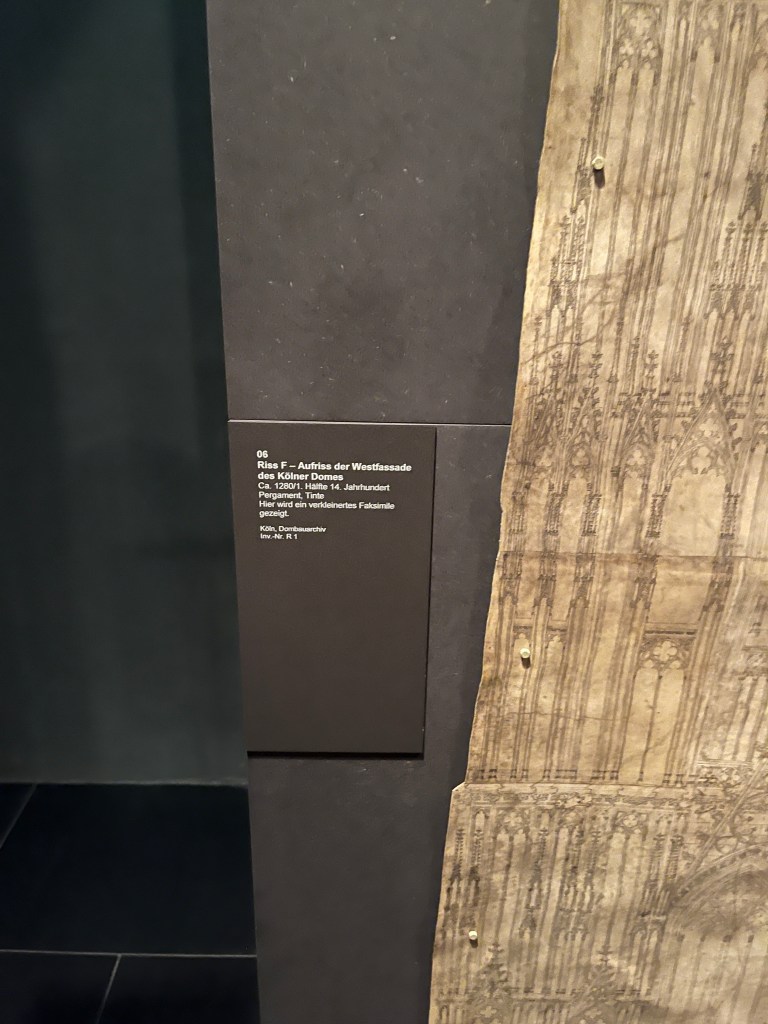 06
Riss F – Aufriss der Westfassade
des Kölner Domes
Ca. 1280/1. Hälfte 14. Jahrhundert
Pergament, Tinte
Hier wird ein verkleinertes Faksimile
gezeigt.
Köln, Dombauarchiv
Inv.-Nr. R 1